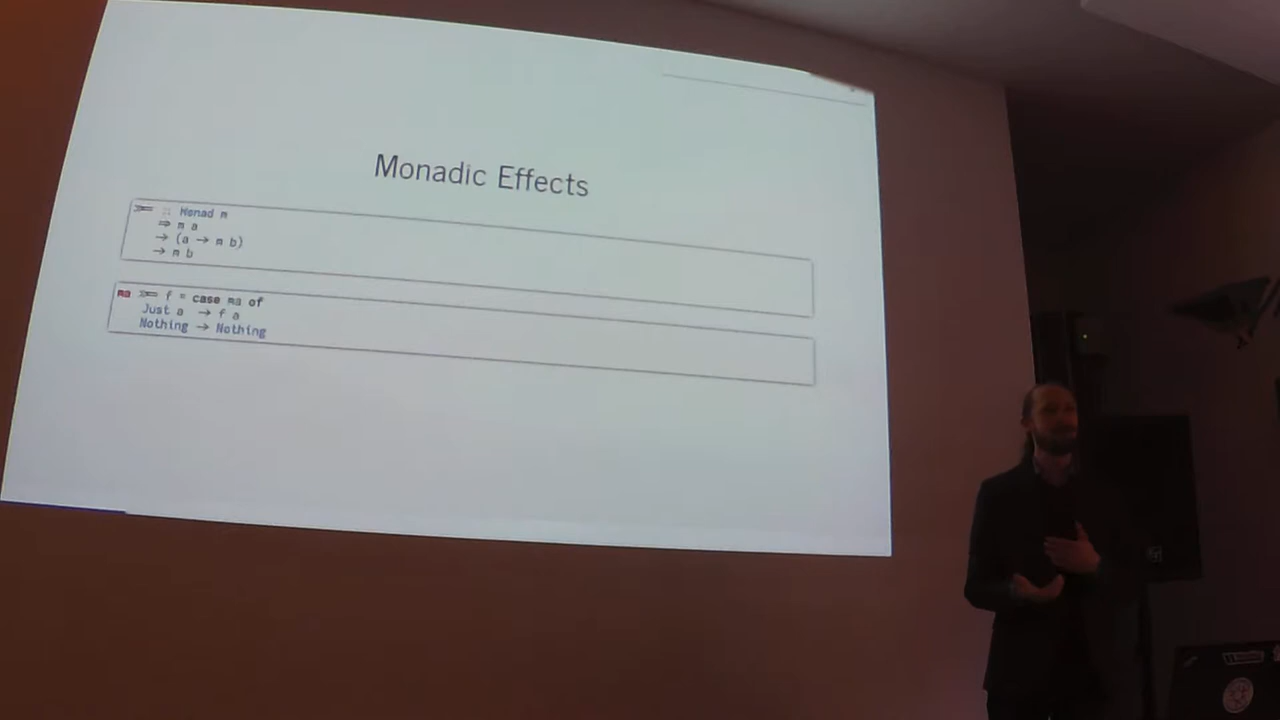 Monadic Effects
>>= :: Monad m
⇒ m a
→ (a → m b)
→ m b
ma >>= f = case ma of
Just a → f a
Nothing → Nothing